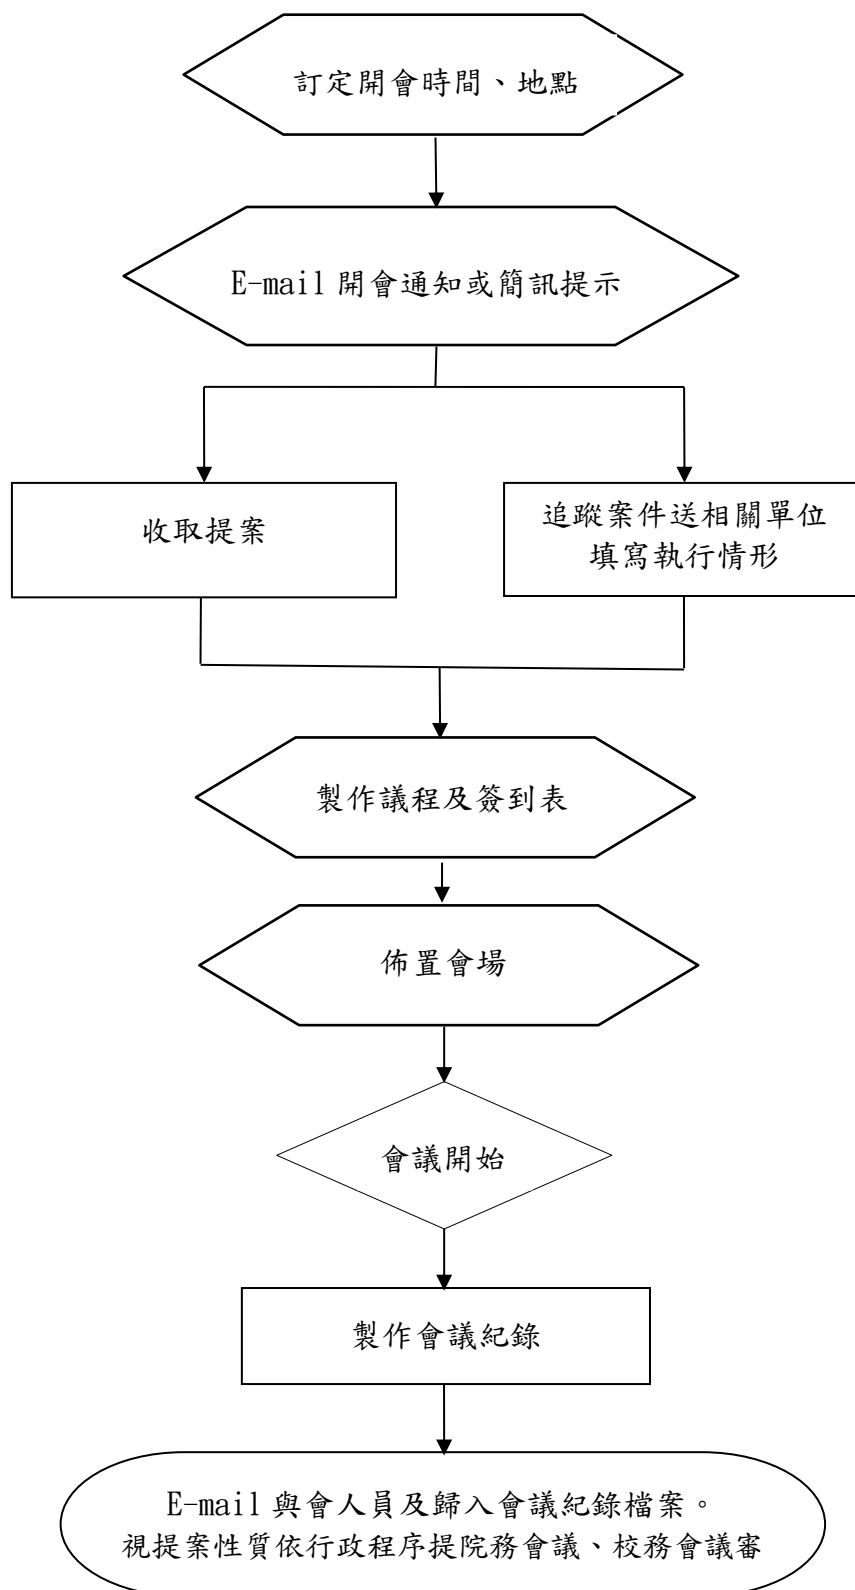 訂定開會時間、地點
E-mail 開會通知或簡訊提示
收取提案
追蹤案件送相關單位
填寫執行情形
製作議程及簽到表
佈置會場
會議開始
製作會議紀錄
E-mail 與會人員及歸入會議紀錄檔案。
視提案性質依行政程序提院務會議、校務會議審